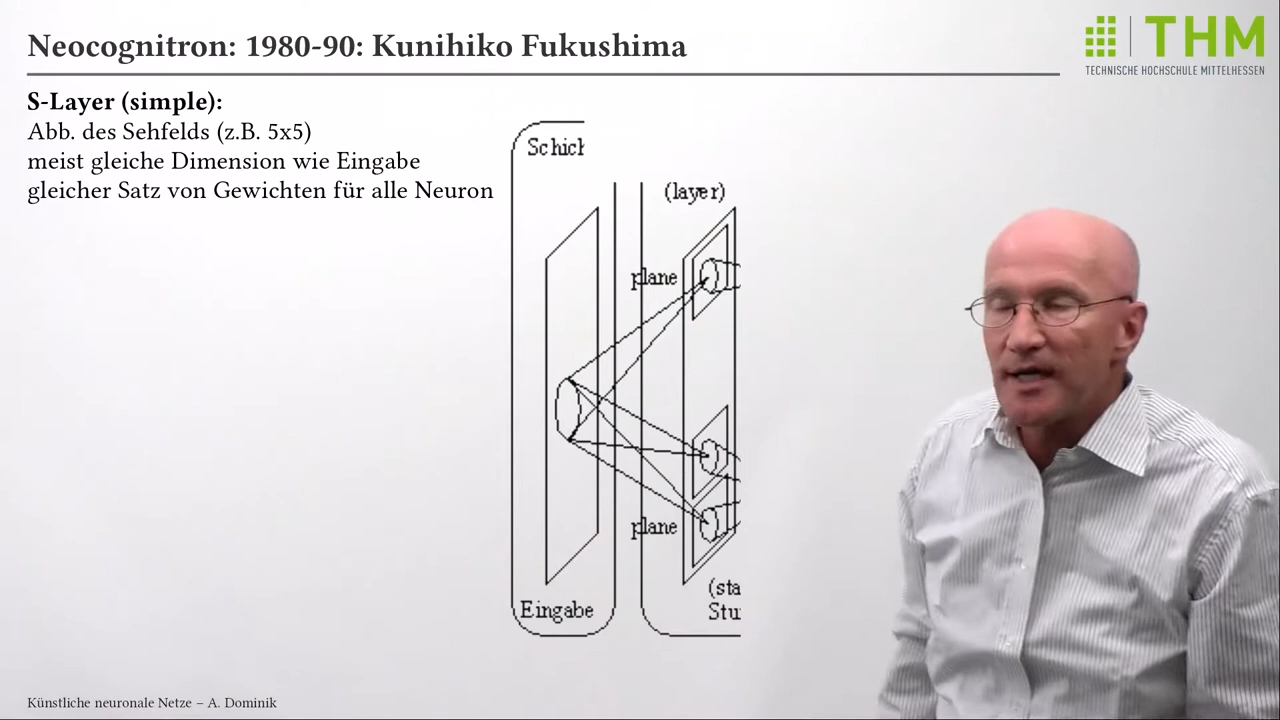 Neocognitron: 1980-90: Kunihiko Fukushima
THM
TECHNISCHE HOCHSCHULE MITTELHESSEN
S-Layer (simple):
Abb. des Sehfelds (z.B. 5x5)
meist gleiche Dimension wie Eingabe
gleicher Satz von Gewichten für alle Neuron
Schich
(layer)
plane
plane
(sta
Eingabe
Stu
Künstliche neuronale Netze – A. Dominik